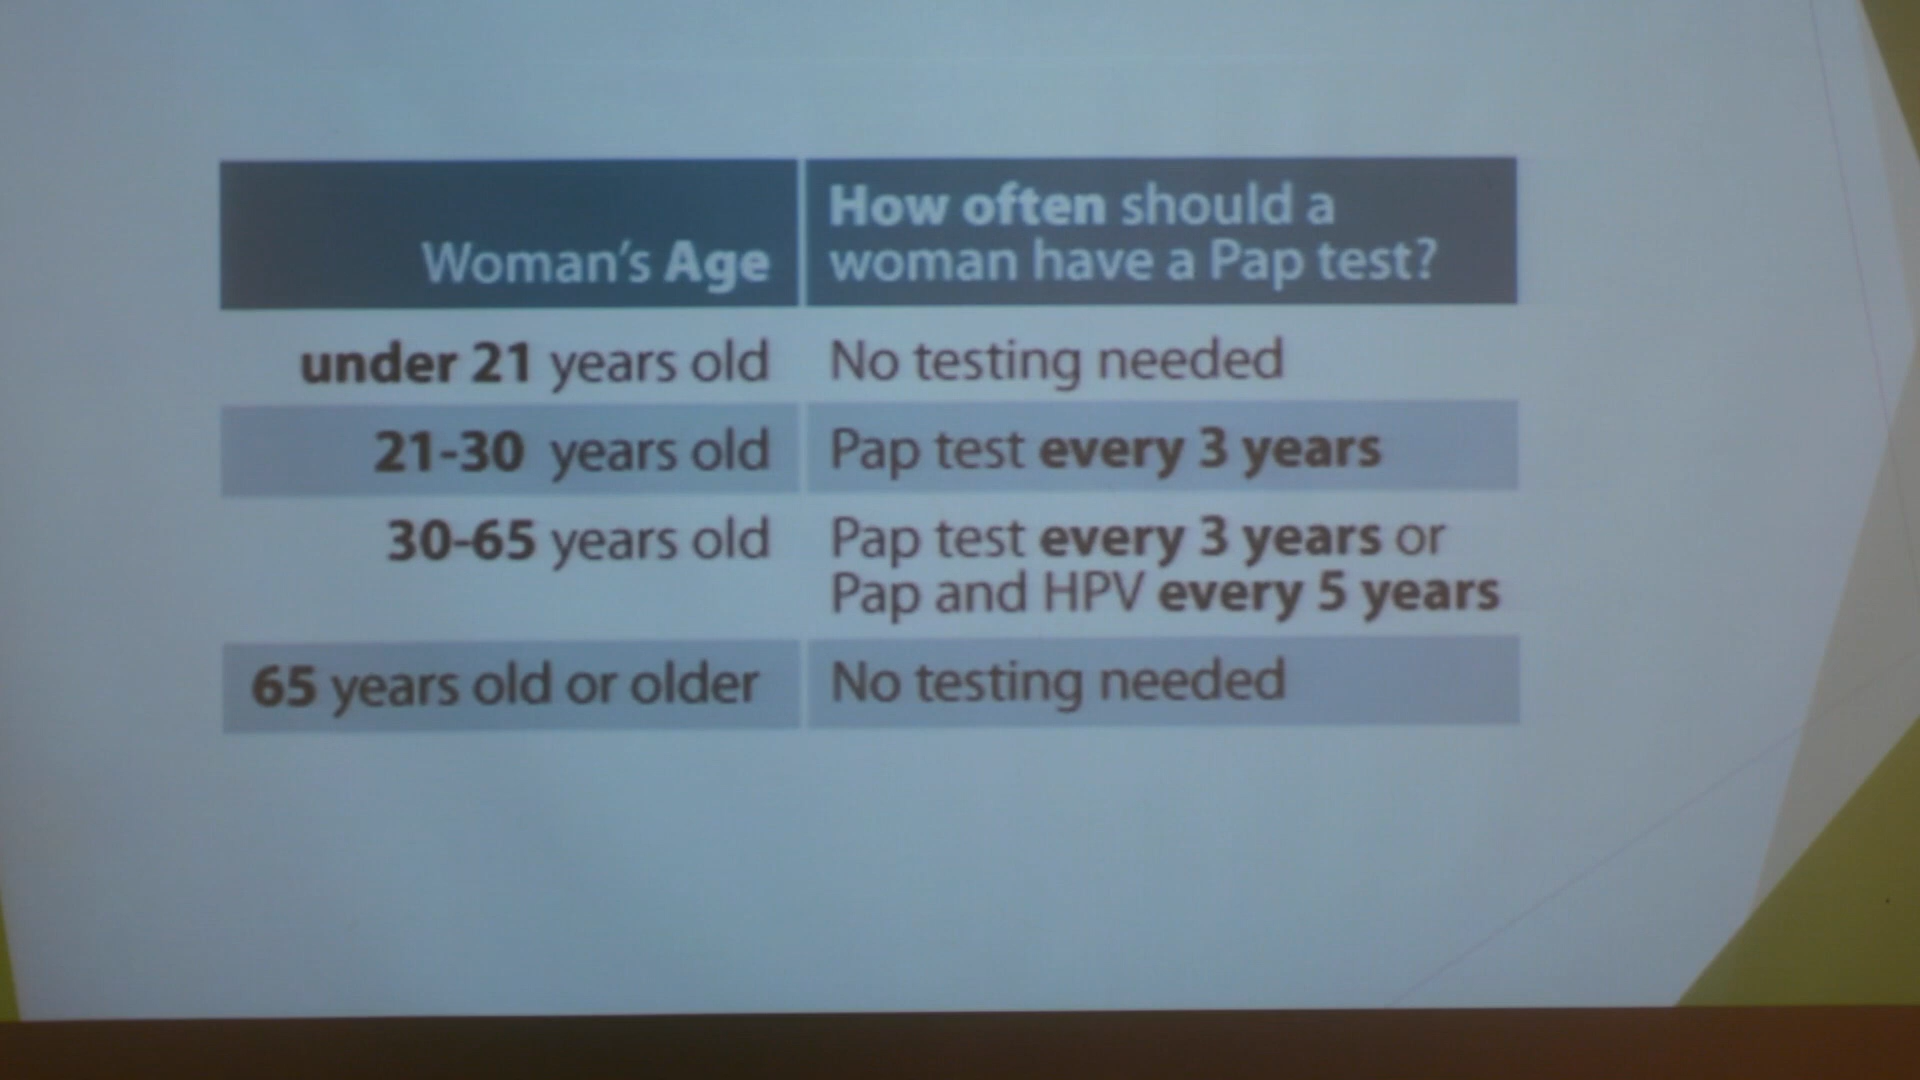 Woman's Age
How often should a
woman have a Pap test?
under 21 years old
No testing needed
21-30 years old
Pap test every 3 years
30-65 years old
Pap test every 3 years or
Pap and HPV every 5 years
65 years old or older
No testing needed